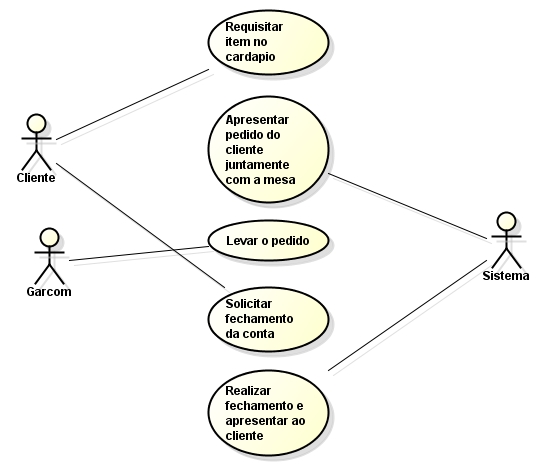 Requisitar
item no
cardapio
Apresentar
pedido do
cliente
juntamente
com a mesa
Cliente
Levar o pedido
Sistema
Garcom
Solicitar
fechamento
da conta
Realizar
fechamento e
apresentar ao
cliente